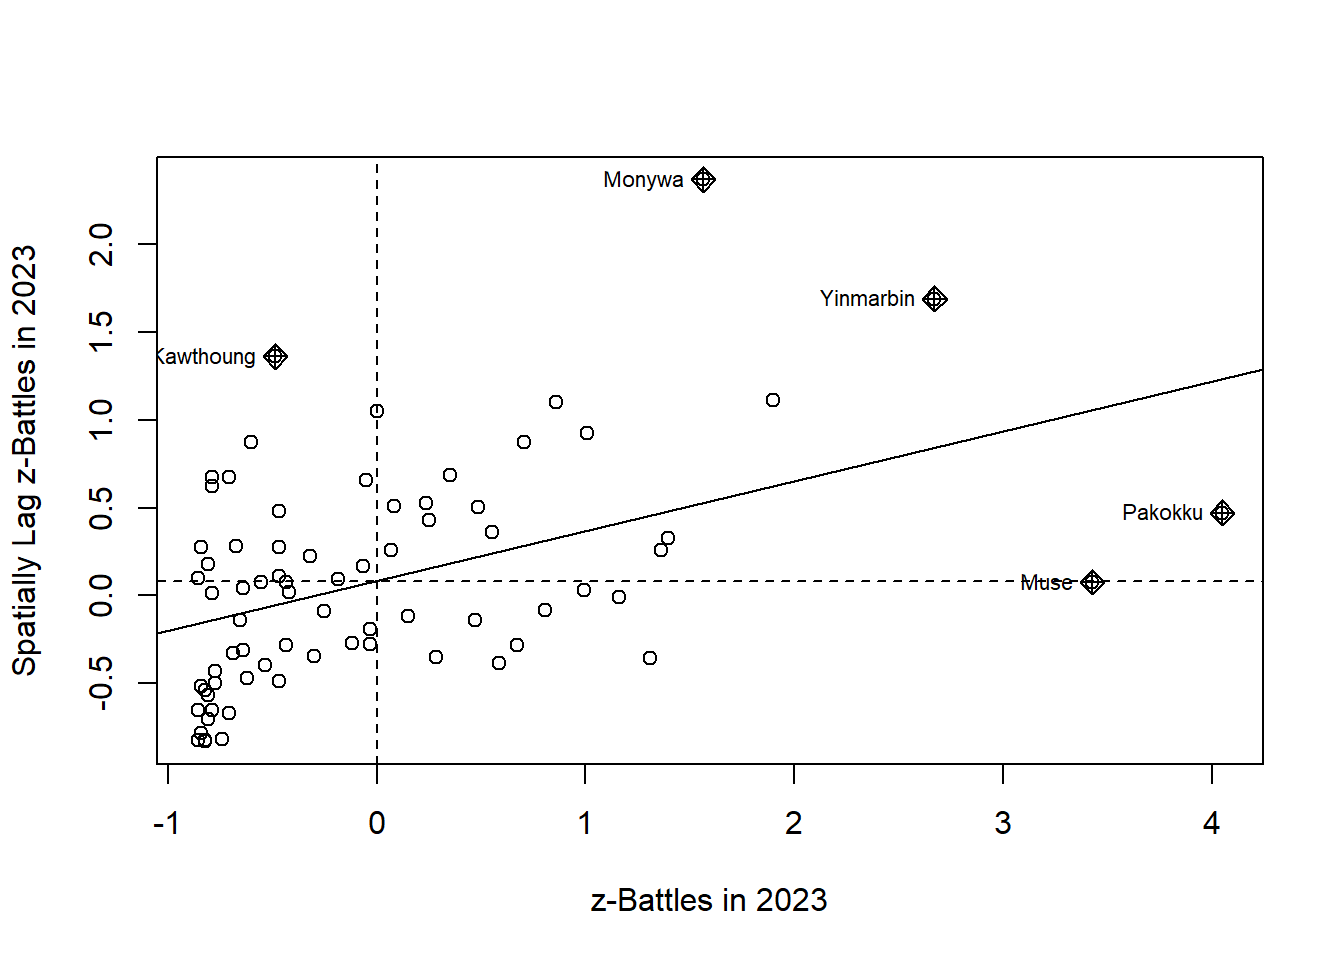 Monywa
Yinmarbin
Kawthoung
Pakokku
Muse
Spatially Lag z-Battles in 2023
2.0
1.5
1.0
0.5
0.0
-0.5
-1
0
1
2
3
4
z-Battles in 2023